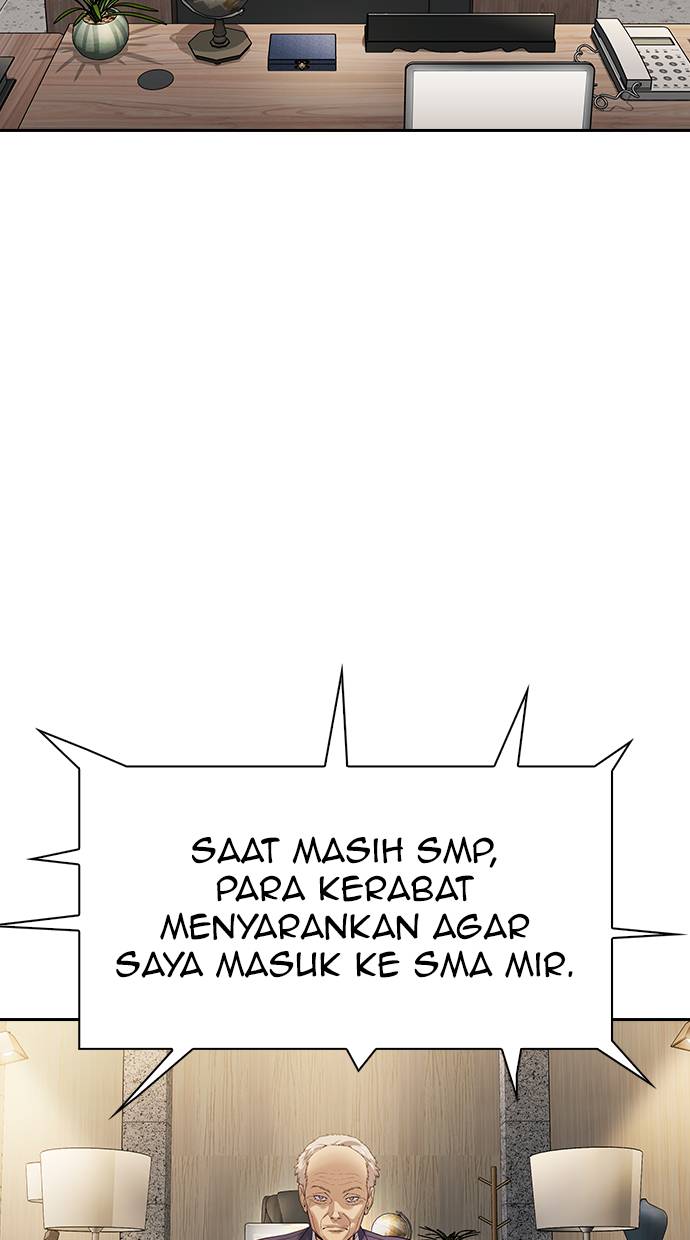 SAAT MASIH SMP,
PARA KERABAT
MENYARANKAN AGAR
SAYA MASUK KE SMA MIR.